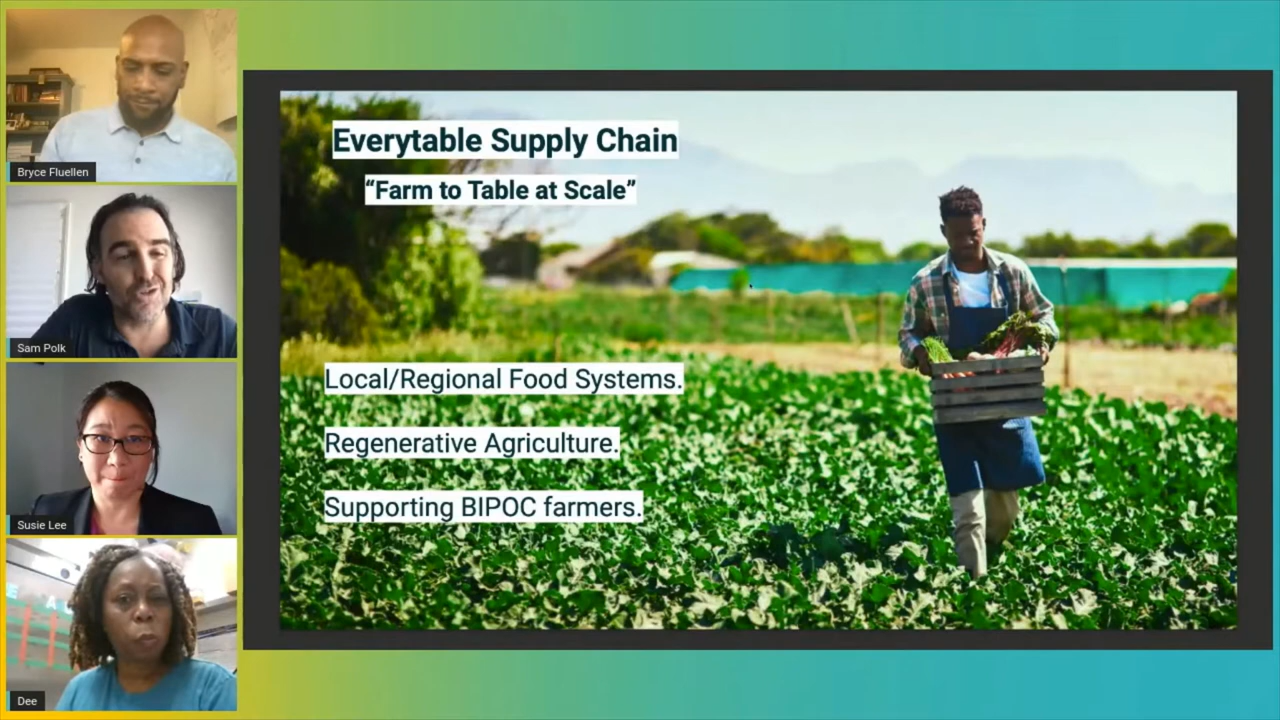 Bryce Fluellen
Sam Polk
Susie Lee
Dee
Everytable Supply Chain
“Farm to Table at Scale”
Local/Regional Food Systems.
Regenerative Agriculture.
Supporting BIPOC farmers.